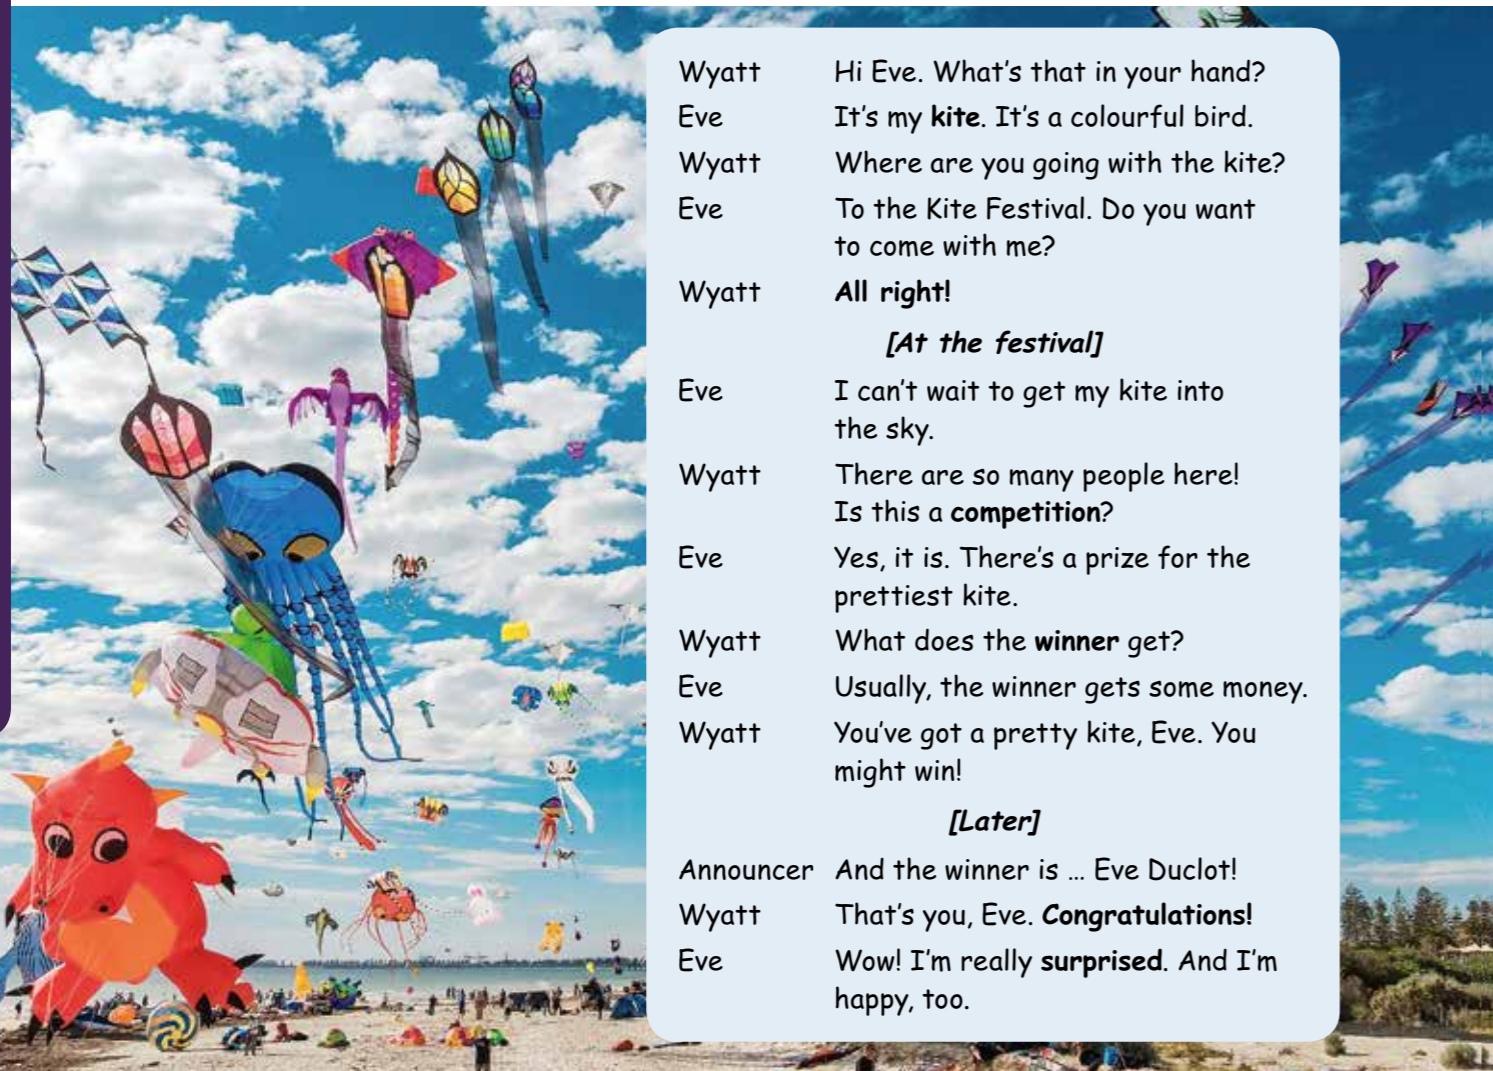 Wyatt Hi Eve. What's that in your hand?
Eve It's my kite. It's a colourful bird.
Wyatt Where are you going with the kite?
Eve To the Kite Festival. Do you want
to come with me?
Wyatt All right!
[At the festival]
Eve I can't wait to get my kite into
the sky.
Wyatt There are so many people here!
Is this a competition?
Eve Yes, it is. There's a prize for the
prettiest kite.
Wyatt What does the winner get?
Eve Usually, the winner gets some money.
Wyatt You've got a pretty kite, Eve. You
might win!
[Later]
Announcer And the winner is … Eve Duclot!
Wyatt That's you, Eve. Congratulations!
Eve Wow! I'm really surprised. And I'm
happy, too.